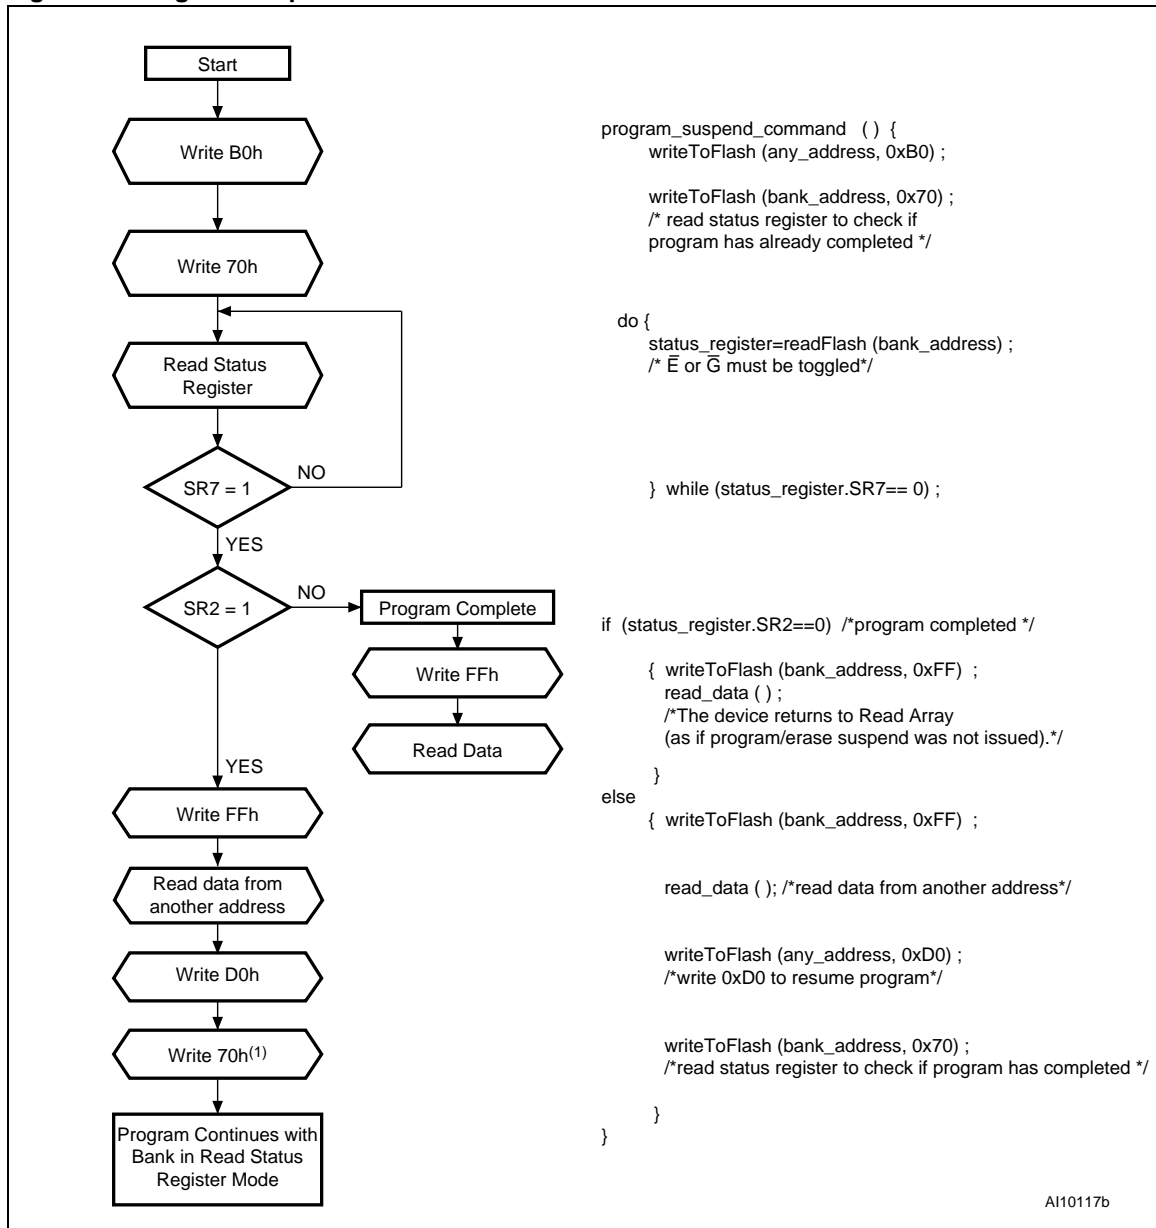 Start
Write B0h
Write 70h
Read Status
Register
SR7 = 1
NO
YES
SR2 = 1
NO
Program Complete
Write FFh
Read Data
YES
Write FFh
Read data from
another address
Write D0h
Write 70h(1)
Program Continues with
Bank in Read Status
Register Mode
program_suspend_command ( ) {
writeToFlash (any_address, 0xB0) ;
writeToFlash (bank_address, 0x70) ;
/* read status register to check if
program has already completed */
do {
status_register=readFlash (bank_address) ;
/* E̅ or G̅ must be toggled*/
} while (status_register.SR7== 0) ;
if (status_register.SR2==0) /*program completed */
{ writeToFlash (bank_address, 0xFF) ;
read_data ( ) ;
/*The device returns to Read Array
(as if program/erase suspend was not issued).*/
}
else
{ writeToFlash (bank_address, 0xFF) ;
read_data ( ); /*read data from another address*/
writeToFlash (any_address, 0xD0) ;
/*write 0xD0 to resume program*/
writeToFlash (bank_address, 0x70) ;
/*read status register to check if program has completed */
}
}
AI10117b